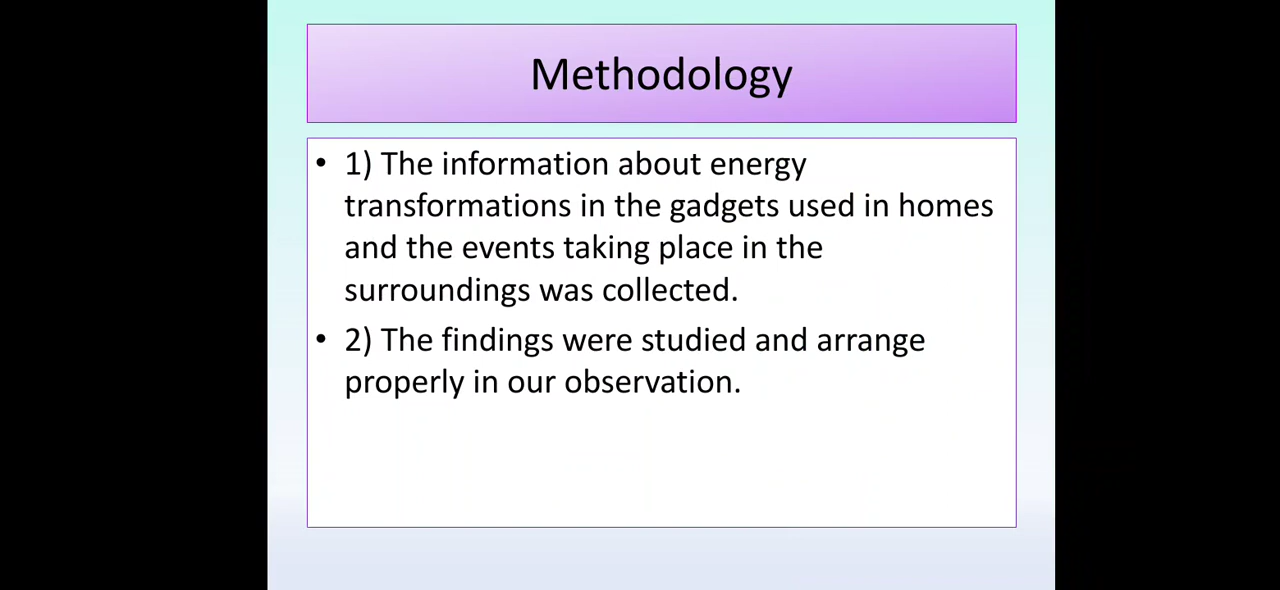 Methodology
• 1) The information about energy
transformations in the gadgets used in homes
and the events taking place in the
surroundings was collected.
• 2) The findings were studied and arrange
properly in our observation.